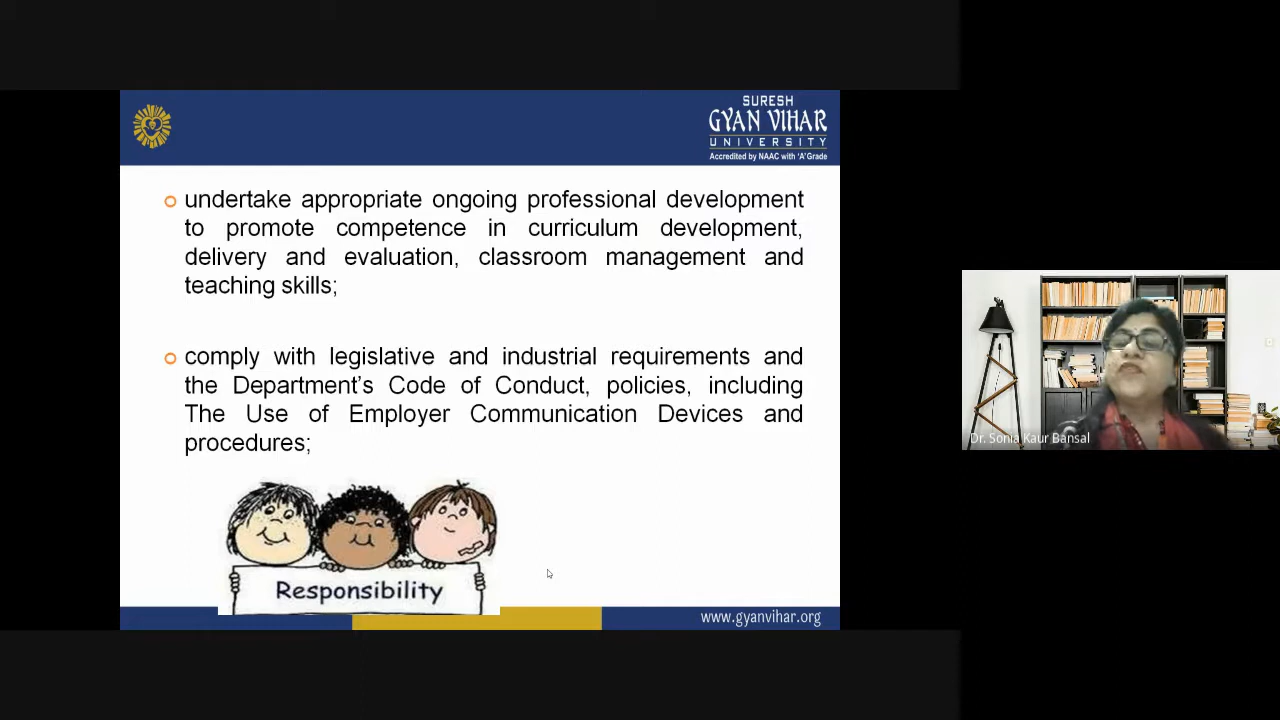 SURESH
GYAN VIHAR
UNIVERSITY
Accredited by NAAC with 'A'Grade
undertake appropriate ongoing professional development
to promote competence in curriculum development,
delivery and evaluation, classroom management and
teaching skills;
comply with legislative and industrial requirements and
the Department’s Code of Conduct, policies, including
The Use of Employer Communication Devices and
procedures;
Responsibility
www.gyanvihar.org
Dr. Sonia Kaur Bansal